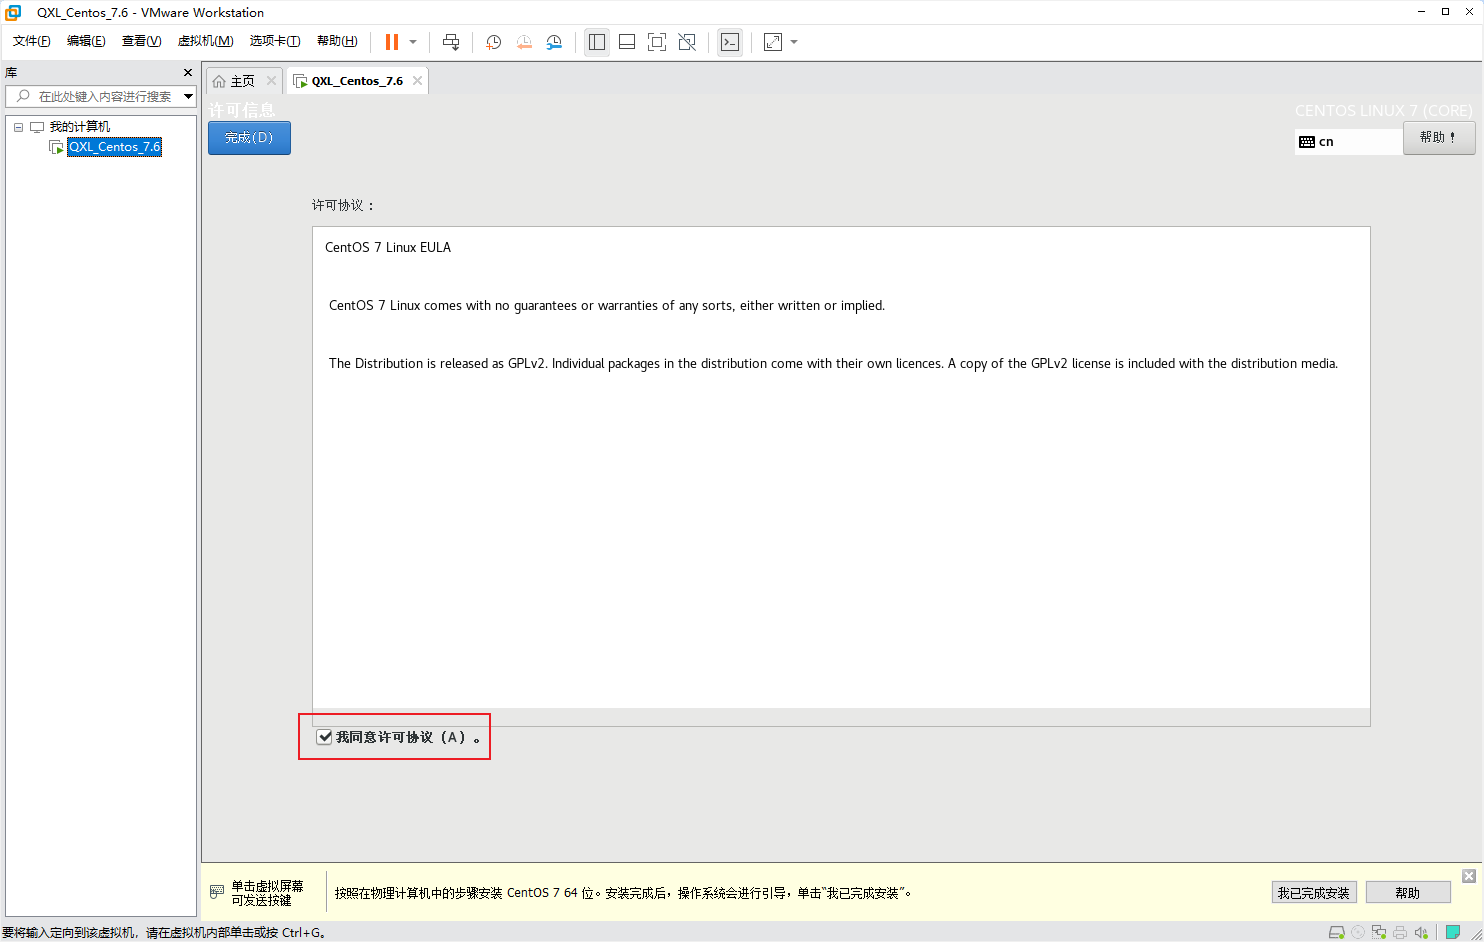 QXL_Centos_7.6 - VMware Workstation
文件(F) 编辑(E) 查看(V) 虚拟机(M) 选项卡(T) 帮助(H)
库
在此处键入内容进行搜索
我的计算机
QXL_Centos_7.6
主页 QXL_Centos_7.6
许可信息
CENTOS LINUX 7 (CORE)
完成(D)
cn
帮助！
许可协议：
CentOS 7 Linux EULA
CentOS 7 Linux comes with no guarantees or warranties of any sorts, either written or implied.
The Distribution is released as GPLv2. Individual packages in the distribution come with their own licences. A copy of the GPLv2 license is included with the distribution media.
我同意许可协议（A）。
单击虚拟屏幕
可发送按键
按照在物理计算机中的步骤安装 CentOS 7 64 位。安装完成后，操作系统会进行引导，单击“我已完成安装”。
我已完成安装 帮助
要将输入定向到该虚拟机，请在虚拟机内部单击或按 Ctrl+G。